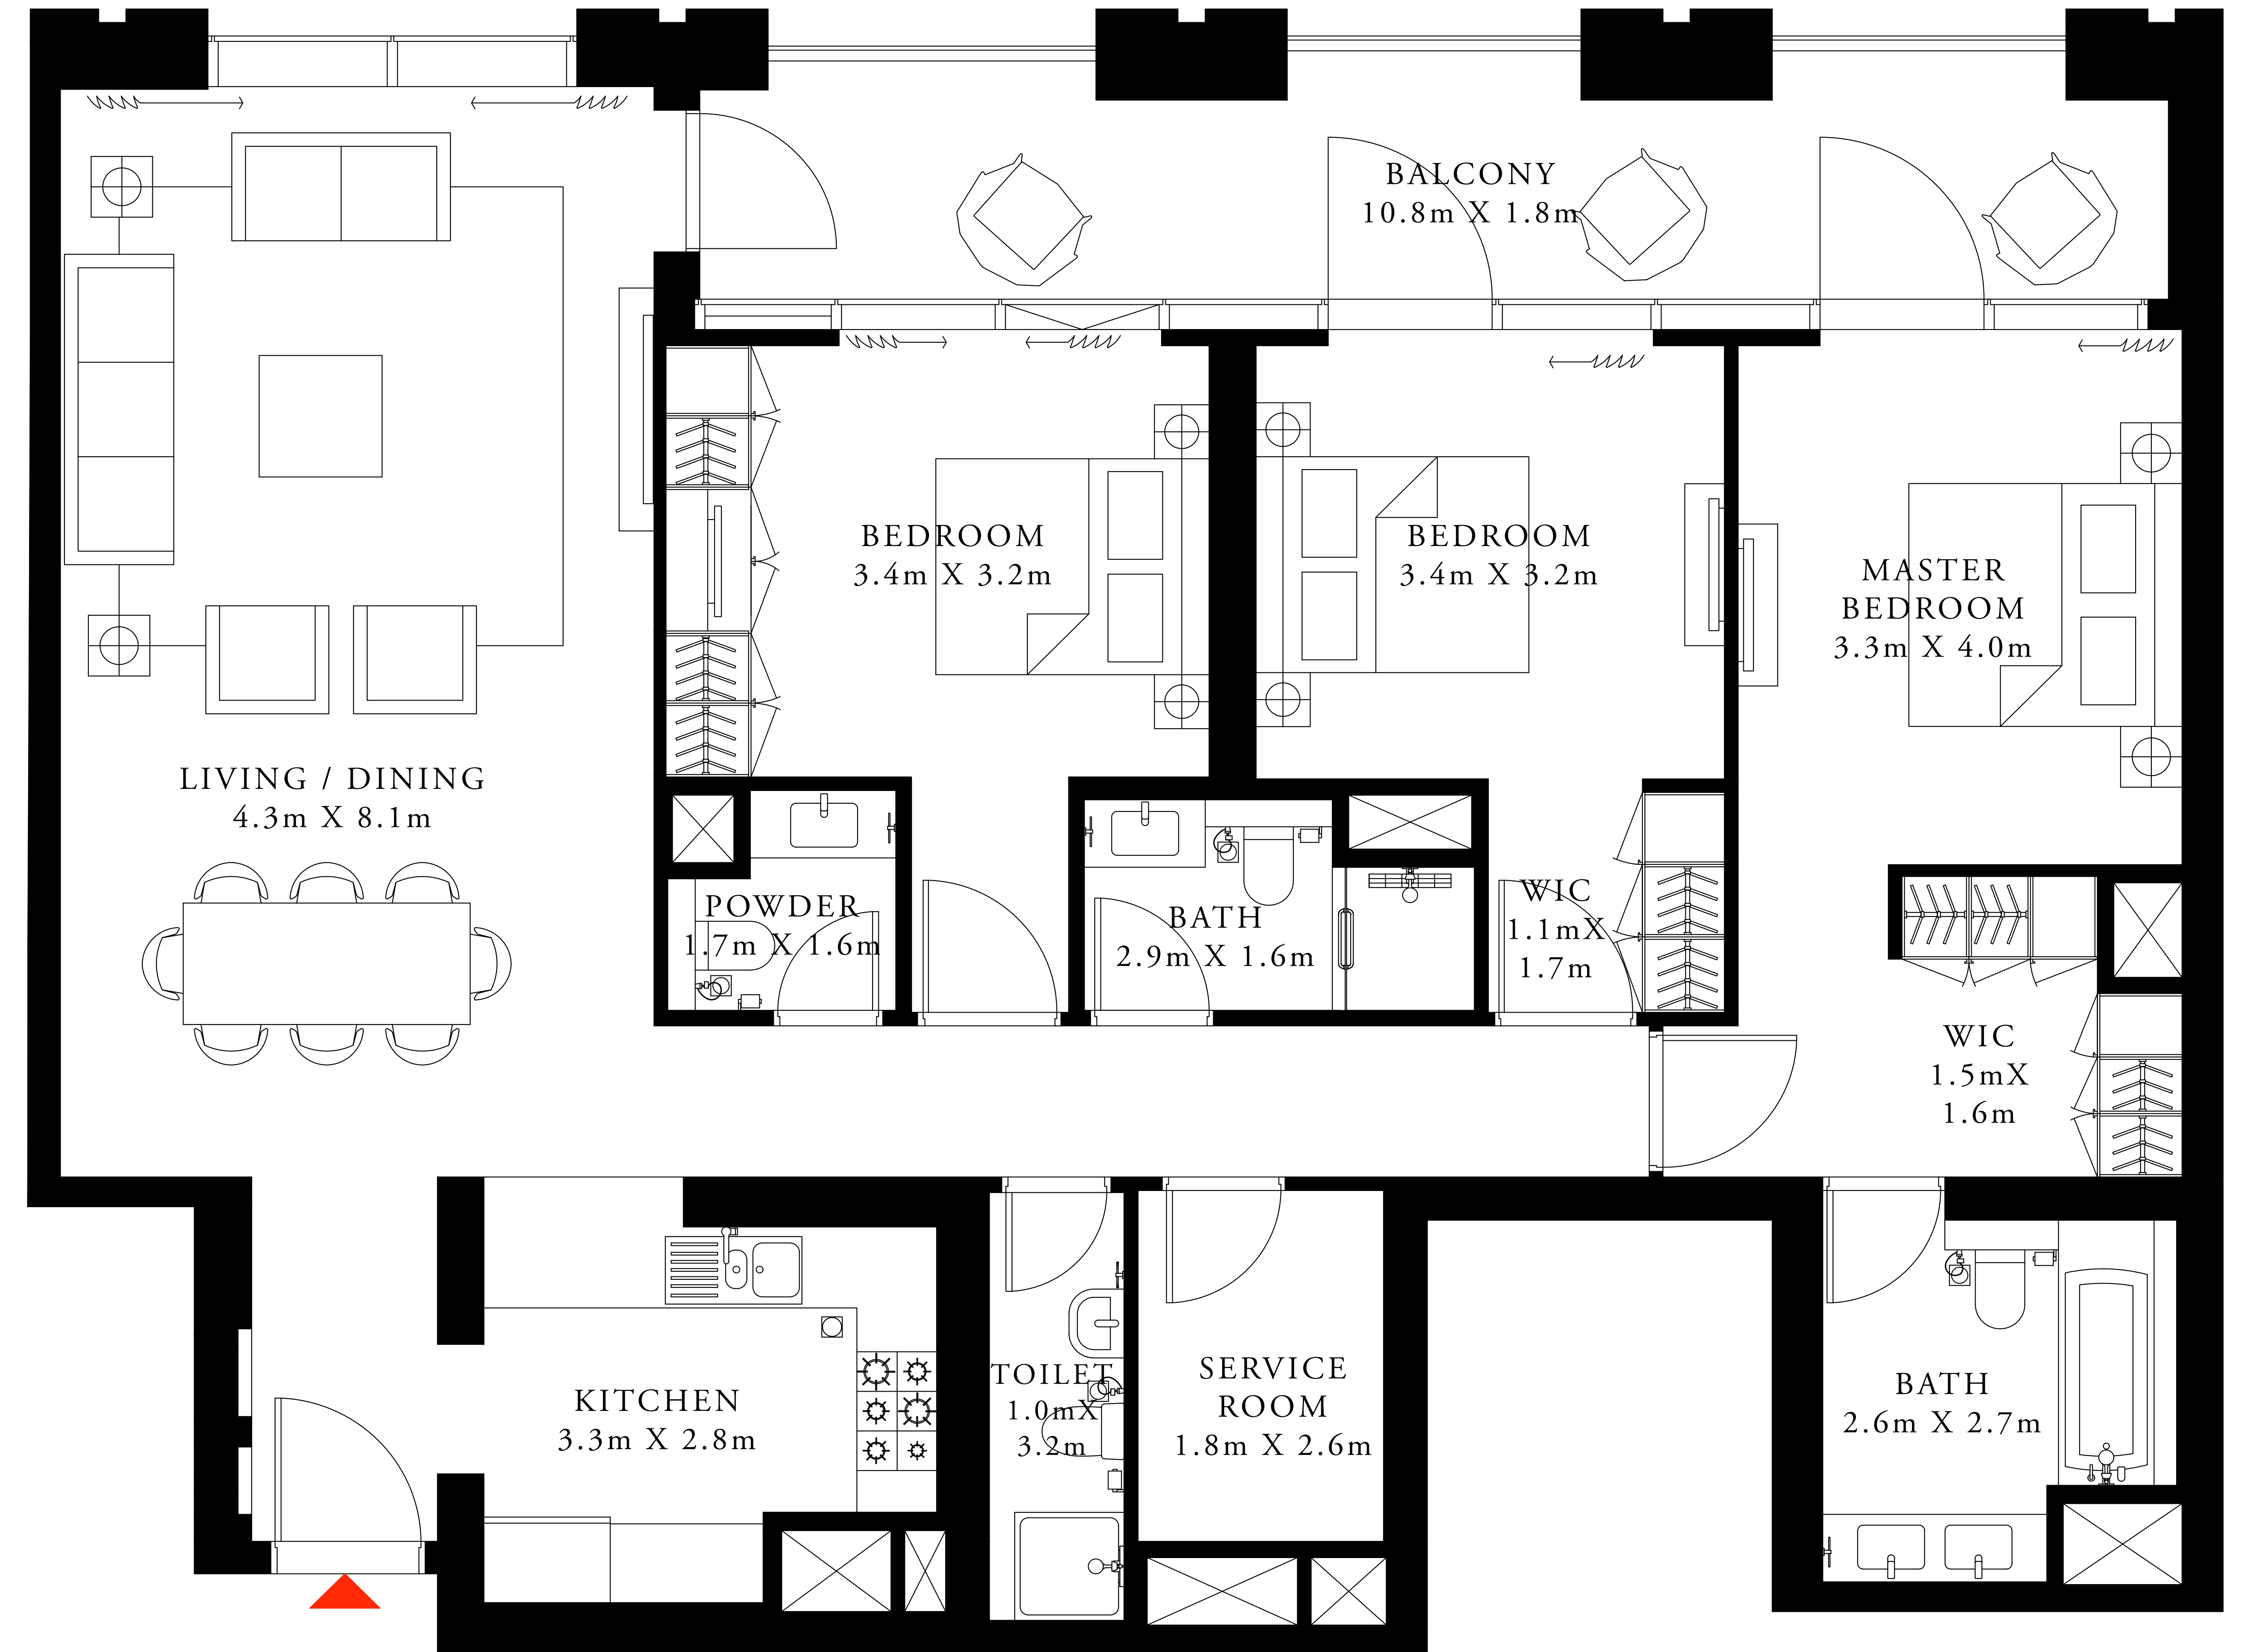 BALCONY
10.8m X 1.8m
BEDROOM
3.4m X 3.2m
BEDROOM
3.4m X 3.2m
MASTER
BEDROOM
3.3m X 4.0m
LIVING / DINING
4.3m X 8.1m
POWDER
1.7m X 1.6m
BATH
2.9m X 1.6m
WIC
1.1mX
1.7m
WIC
1.5mX
1.6m
KITCHEN
3.3m X 2.8m
TOILET
1.0mX
3.2m
SERVICE
ROOM
1.8m X 2.6m
BATH
2.6m X 2.7m